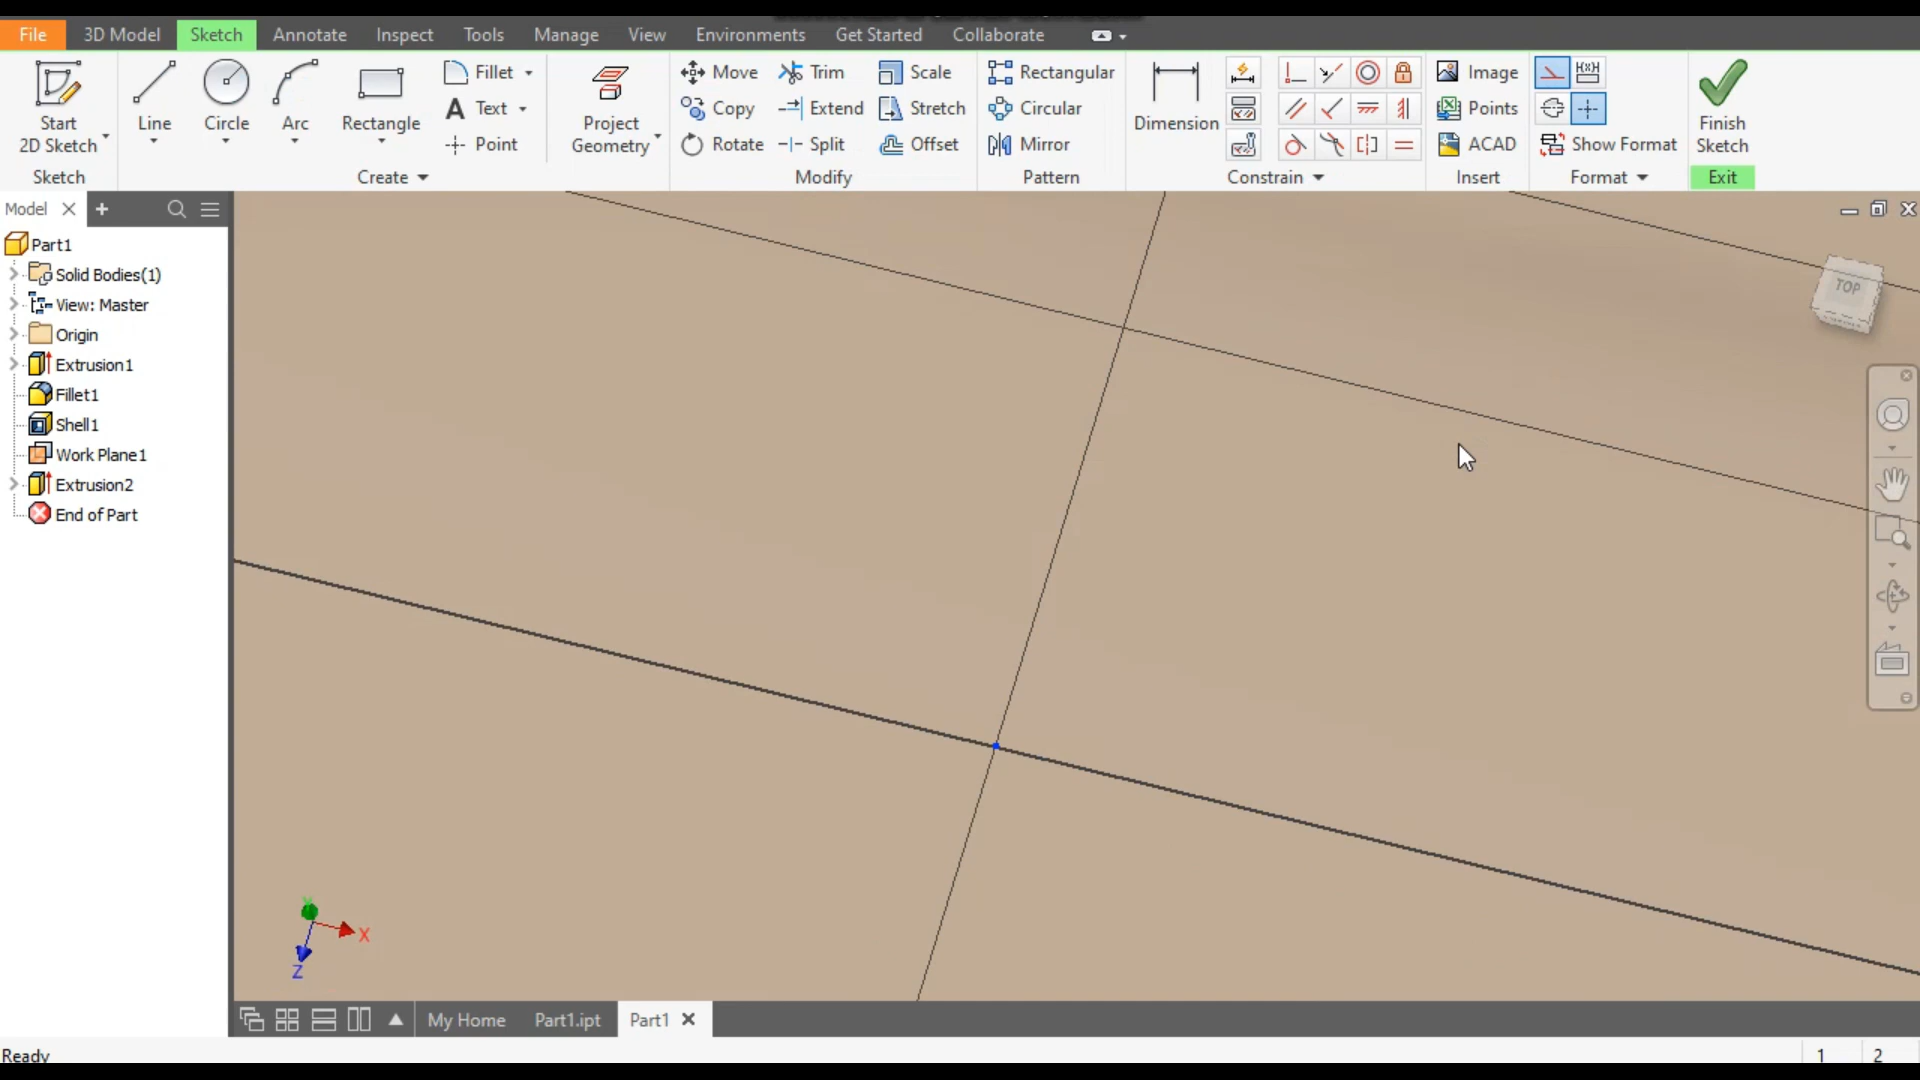 File 3D Model Sketch Annotate Inspect Tools Manage View Environments Get Started Collaborate
Start
2D Sketch
Line
Circle
Arc
Rectangle
Fillet
Text
Point
Project
Geometry
Move
Copy
Rotate
Trim
Extend
Split
Scale
Stretch
Offset
Rectangular
Circular
Mirror
Dimension
Image
Points
ACAD
Show Format
Finish
Sketch
Sketch Create Modify Pattern Constrain Insert Format Exit
Model
Part1
Solid Bodies(1)
View: Master
Origin
Extrusion1
Fillet1
Shell1
Work Plane1
Extrusion2
End of Part
TOP
X
Z
My Home Part1.ipt Part1
Ready 1 2